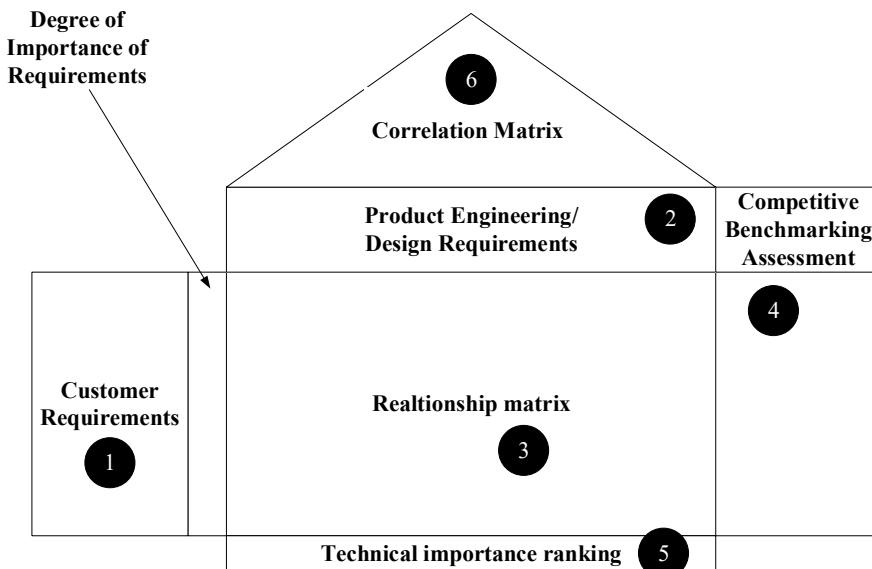 Degree of
Importance of
Requirements
6
Correlation Matrix
Product Engineering/
Design Requirements
2
Competitive
Benchmarking
Assessment
4
Customer
Requirements
1
Realtionship matrix
3
Technical importance ranking
5